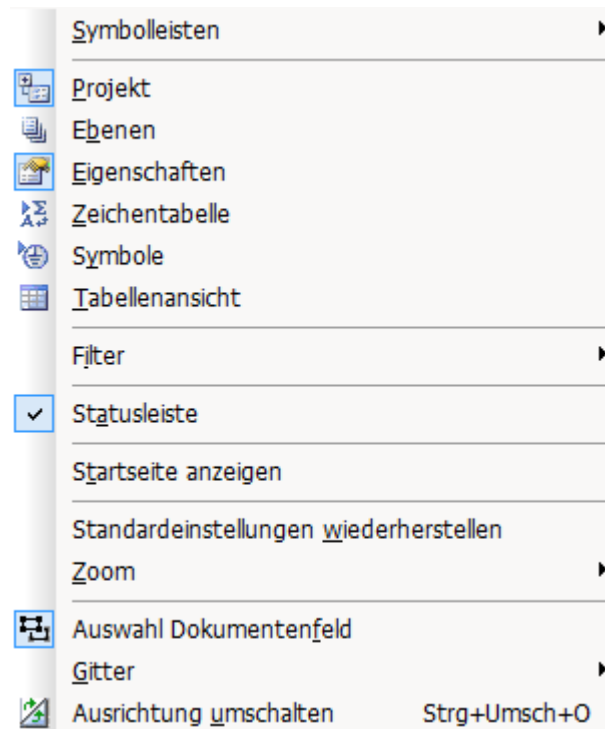 Symbolleisten
Projekt
Ebenen
Eigenschaften
Zeichentabelle
Symbole
Tabellenansicht
Filter
Statusleiste
Startseite anzeigen
Standardeinstellungen wiederherstellen
Zoom
Auswahl Dokumentenfeld
Gitter
Ausrichtung umschalten Strg+Umsch+O